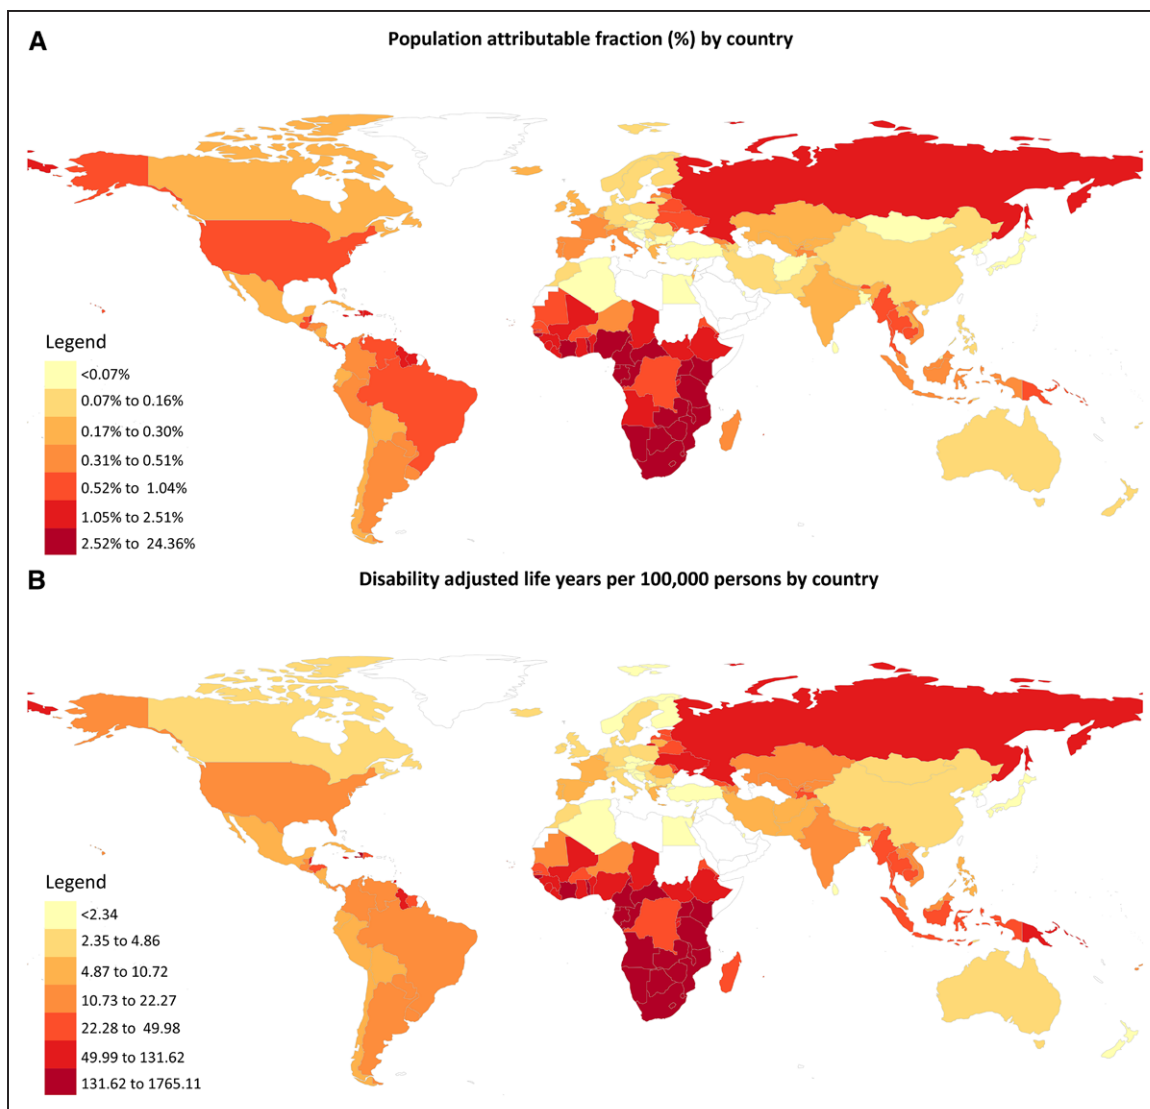 A
Population attributable fraction (%) by country
Legend
<0.07%
0.07% to 0.16%
0.17% to 0.30%
0.31% to 0.51%
0.52% to 1.04%
1.05% to 2.51%
2.52% to 24.36%
B
Disability adjusted life years per 100,000 persons by country
Legend
<2.34
2.35 to 4.86
4.87 to 10.72
10.73 to 22.27
22.28 to 49.98
49.99 to 131.62
131.62 to 1765.11